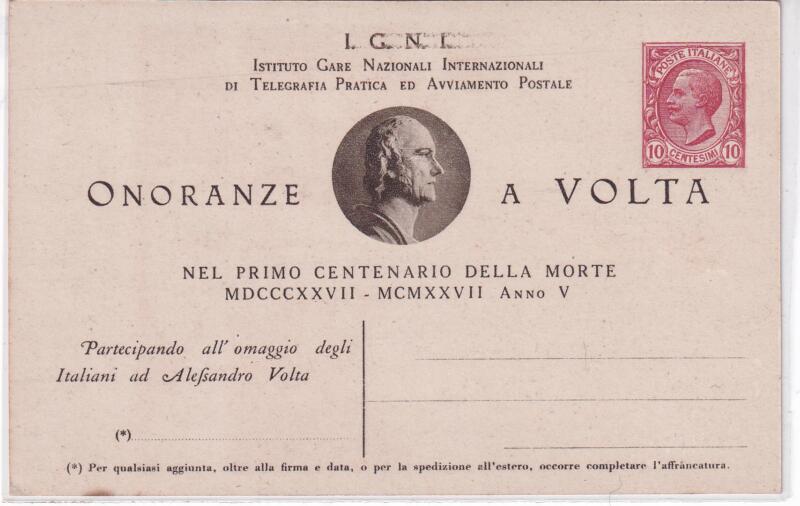 I. G. N. I.
Istituto Gare Nazionali Internazionali
di Telegrafia Pratica ed Avviamento Postale
POSTE ITALIANE
10 CENTESIMI 10
Onoranze a Volta
NEL PRIMO CENTENARIO DELLA MORTE
MDCCCXXVII - MCMXXVII Anno V
Partecipando all'omaggio degli
Italiani ad Aleſsandro Volta
(*)
(*) Per qualsiasi aggiunta, oltre alla firma e data, o per la spedizione all'estero, occorre completare l'affrancatura.